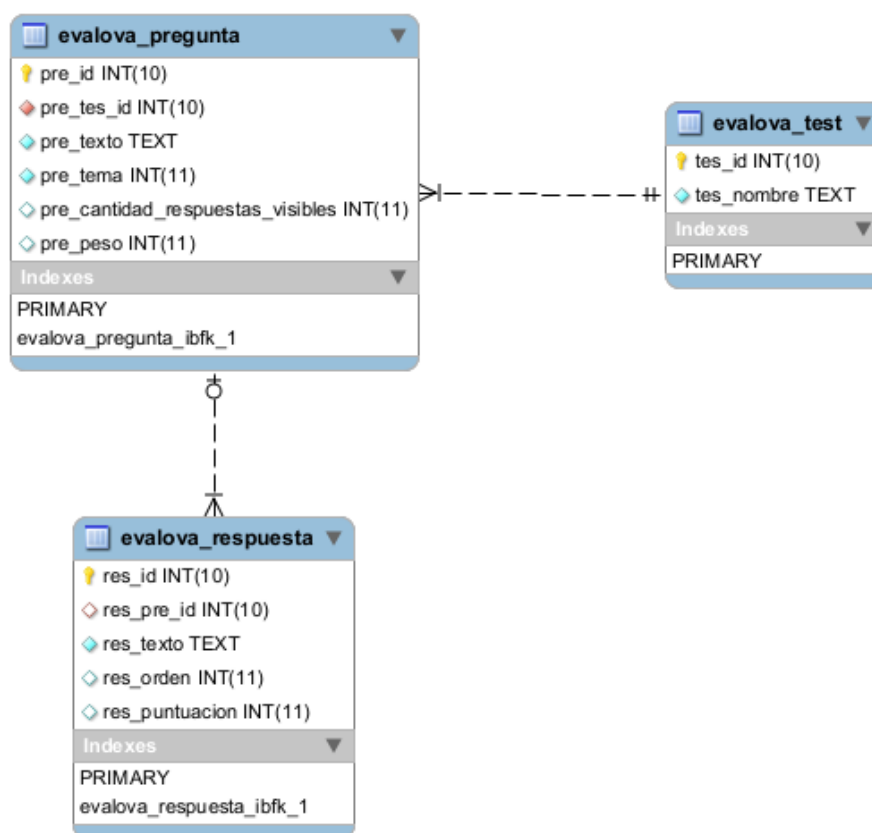 evalova_pregunta
pre_id INT(10)
pre_tes_id INT(10)
pre_texto TEXT
pre_tema INT(11)
pre_cantidad_respuestas_visibles INT(11)
pre_peso INT(11)
Indexes
PRIMARY
evalova_pregunta_ibfk_1
evalova_test
tes_id INT(10)
tes_nombre TEXT
Indexes
PRIMARY
evalova_respuesta
res_id INT(10)
res_pre_id INT(10)
res_texto TEXT
res_orden INT(11)
res_puntuacion INT(11)
Indexes
PRIMARY
evalova_respuesta_ibfk_1